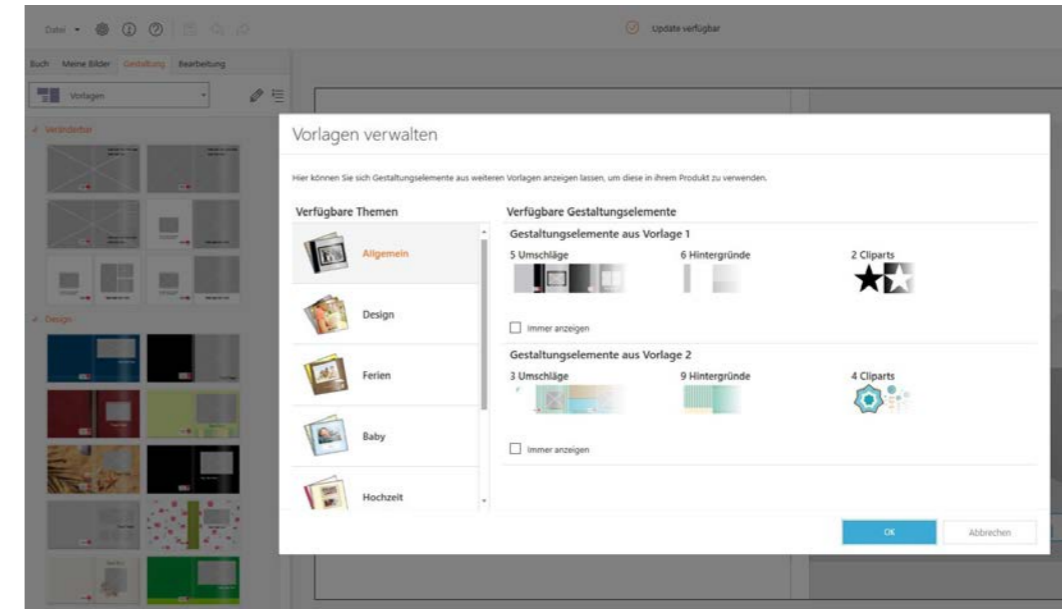 Datei
Update verfügbar
Buch Meine Bilder Gestaltung Bearbeitung
Vorlagen
Veränderbar
Design
Vorlagen verwalten
Hier können Sie sich Gestaltungselemente aus weiteren Vorlagen anzeigen lassen, um diese in ihrem Produkt zu verwenden.
Verfügbare Themen
Allgemein
Design
Ferien
Baby
Hochzeit
Verfügbare Gestaltungselemente
Gestaltungselemente aus Vorlage 1
5 Umschläge 6 Hintergründe 2 Cliparts
Immer anzeigen
Gestaltungselemente aus Vorlage 2
3 Umschläge 9 Hintergründe 4 Cliparts
Immer anzeigen
OK Abbrechen